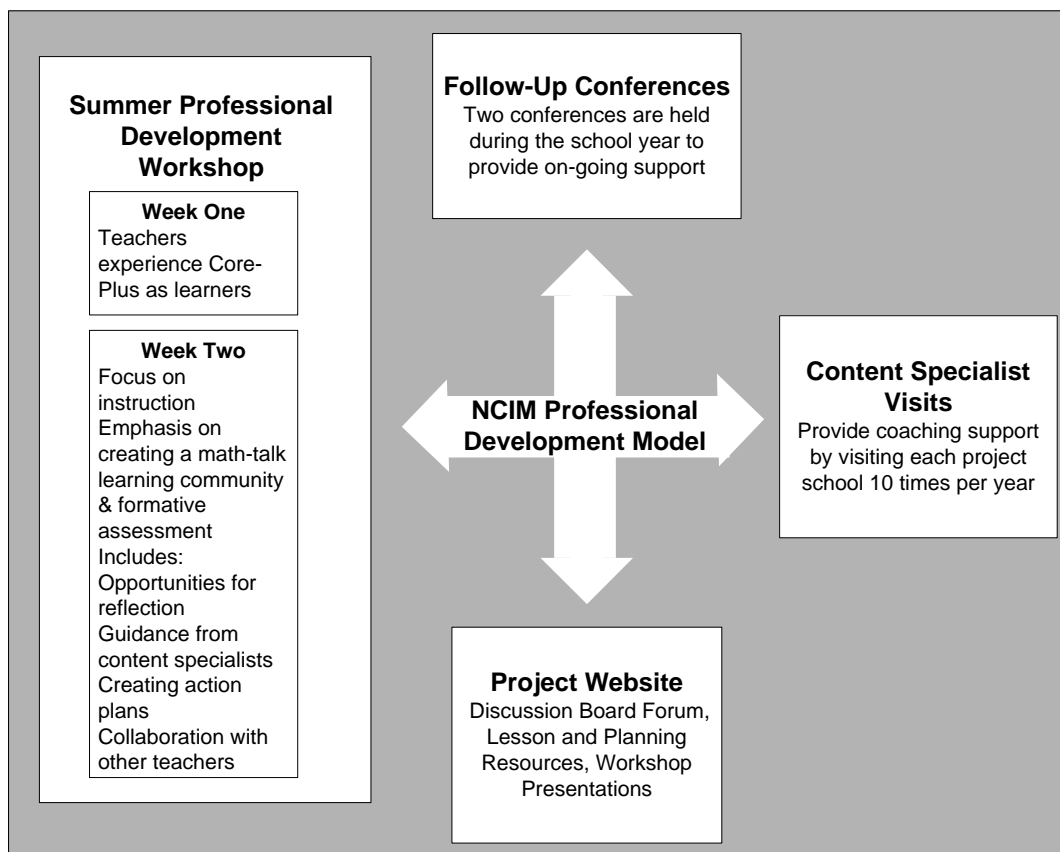 Summer Professional
Development
Workshop
Week One
Teachers
experience Core-
Plus as learners
Week Two
Focus on
instruction
Emphasis on
creating a math-talk
learning community
& formative
assessment
Includes:
Opportunities for
reflection
Guidance from
content specialists
Creating action
plans
Collaboration with
other teachers
Follow-Up Conferences
Two conferences are held
during the school year to
provide on-going support
NCIM Professional
Development Model
Content Specialist
Visits
Provide coaching support
by visiting each project
school 10 times per year
Project Website
Discussion Board Forum,
Lesson and Planning
Resources, Workshop
Presentations